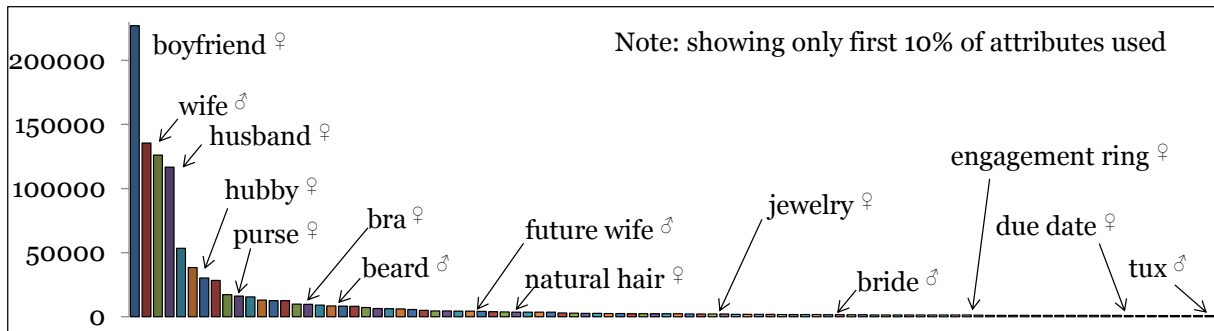 boyfriend ♀
Note: showing only first 10% of attributes used
200000
wife ♂
150000
husband ♀
engagement ring ♀
100000
hubby ♀
bra ♀
jewelry ♀
future wife ♂
due date ♀
50000
purse ♀
beard ♂
natural hair ♀
bride ♂
tux ♂
0